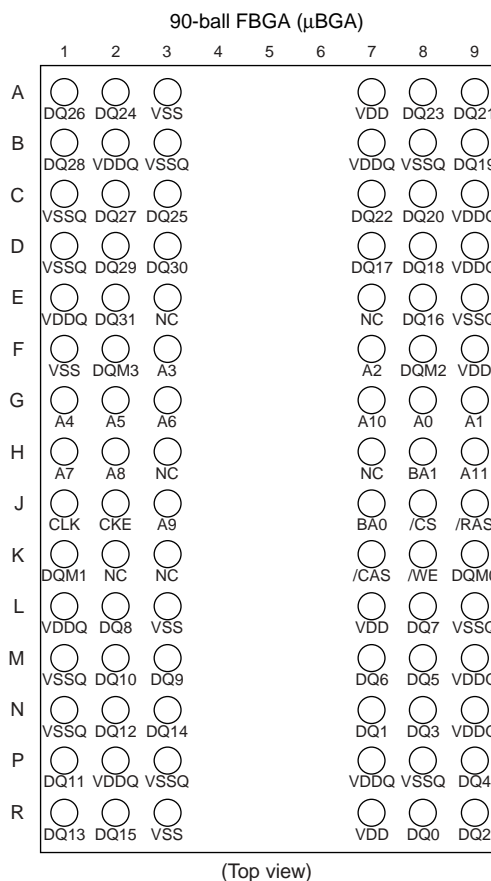 90-ball FBGA (μBGA)
1 2 3 4 5 6 7 8 9
A
DQ26 DQ24 VSS VDD DQ23 DQ21
B
DQ28 VDDQ VSSQ VDDQ VSSQ DQ19
C
VSSQ DQ27 DQ25 DQ22 DQ20 VDDQ
D
VSSQ DQ29 DQ30 DQ17 DQ18 VDDQ
E
VDDQ DQ31 NC NC DQ16 VSSQ
F
VSS DQM3 A3 A2 DQM2 VDD
G
A4 A5 A6 A10 A0 A1
H
A7 A8 NC NC BA1 A11
J
CLK CKE A9 BA0 /CS /RAS
K
DQM1 NC NC /CAS /WE DQM0
L
VDDQ DQ8 VSS VDD DQ7 VSSQ
M
VSSQ DQ10 DQ9 DQ6 DQ5 VDDQ
N
VSSQ DQ12 DQ14 DQ1 DQ3 VDDQ
P
DQ11 VDDQ VSSQ VDDQ VSSQ DQ4
R
DQ13 DQ15 VSS VDD DQ0 DQ2
(Top view)